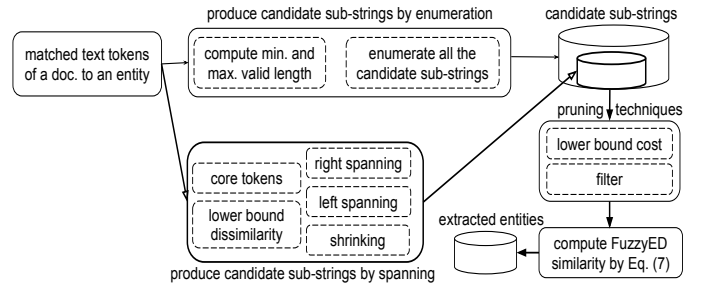 produce candidate sub-strings by enumeration
candidate sub-strings
matched text tokens
of a doc. to an entity
compute min. and
max. valid length
enumerate all the
candidate sub-strings
pruning techniques
lower bound cost
filter
core tokens
lower bound
dissimilarity
right spanning
left spanning
shrinking
produce candidate sub-strings by spanning
extracted entities
compute FuzzyED
similarity by Eq. (7)